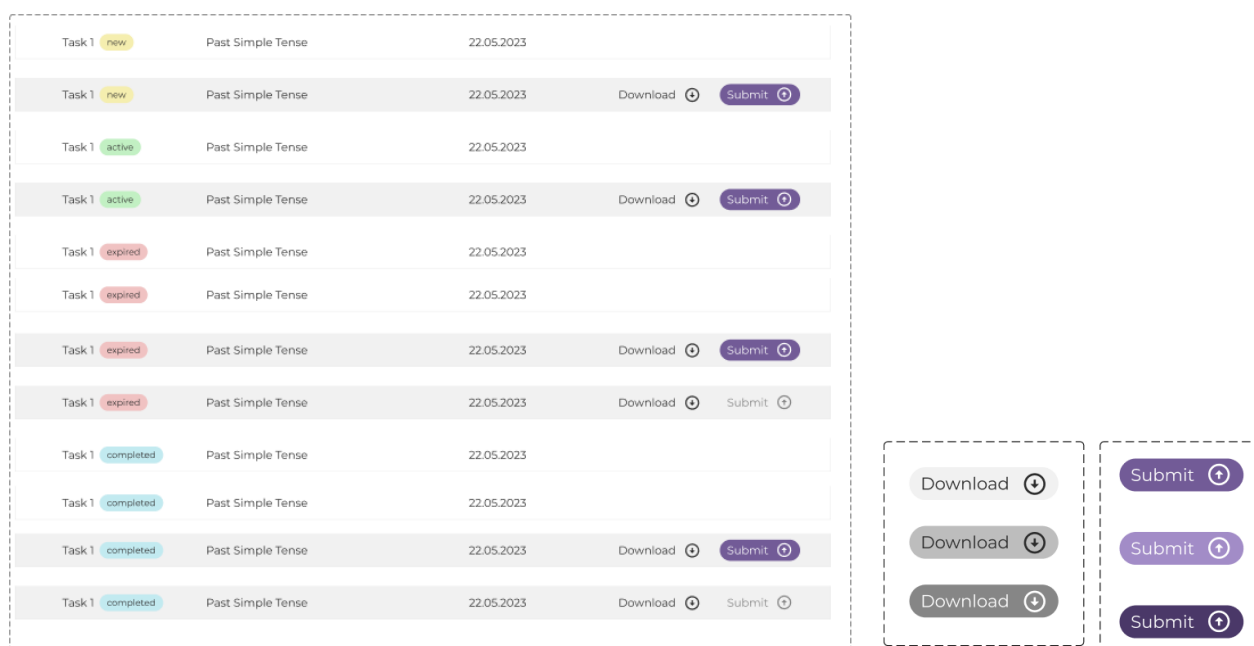 Task 1 new Past Simple Tense 22.05.2023
Task 1 new Past Simple Tense 22.05.2023 Download Submit
Task 1 active Past Simple Tense 22.05.2023
Task 1 active Past Simple Tense 22.05.2023 Download Submit
Task 1 expired Past Simple Tense 22.05.2023
Task 1 expired Past Simple Tense 22.05.2023
Task 1 expired Past Simple Tense 22.05.2023 Download Submit
Task 1 expired Past Simple Tense 22.05.2023 Download Submit
Task 1 completed Past Simple Tense 22.05.2023
Task 1 completed Past Simple Tense 22.05.2023
Task 1 completed Past Simple Tense 22.05.2023 Download Submit
Task 1 completed Past Simple Tense 22.05.2023 Download Submit
Download
Download
Download
Submit
Submit
Submit